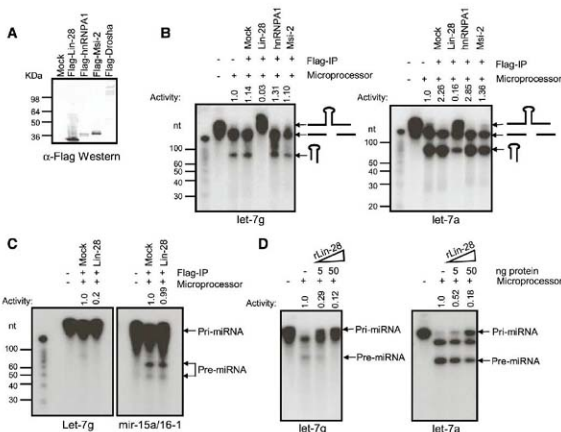 A
Mock
Flag-Lin-28
Flag-hnRNPA1
Flag-Msi-2
Flag-Drosha
KDa
98
64
50
36
α-Flag Western
B
Mock
Lin-28
hnRNPA1
Msi-2
Flag-IP
- - - + + + +
Microprocessor
- + + + + +
Activity:
1.0 1.14 0.03 1.31 1.10
nt
100
60
50
40
30
let-7g
Mock
Lin-28
hnRNPA1
Msi-2
Flag-IP
- - + + + +
Microprocessor
- + + + + +
1.0 2.26 0.16 2.85 1.36
nt
100
60
50
40
30
20
let-7a
C
Mock
Lin-28
Mock
Lin-28
- + + - + + Flag-IP
- + + - + + Microprocessor
Activity:
1.0 0.2 1.0 0.99
nt
100
60
50
40
30
Pri-miRNA
Pre-miRNA
Let-7g
mir-15a/16-1
D
rLin-28
- - 5 50
- + + +
Activity:
1.0 0.29 0.12
Pri-miRNA
Pre-miRNA
let-7g
rLin-28
- - 5 50 ng protein
- + + + Microprocessor
1.0 0.52 0.18
Pri-miRNA
Pre-miRNA
let-7a